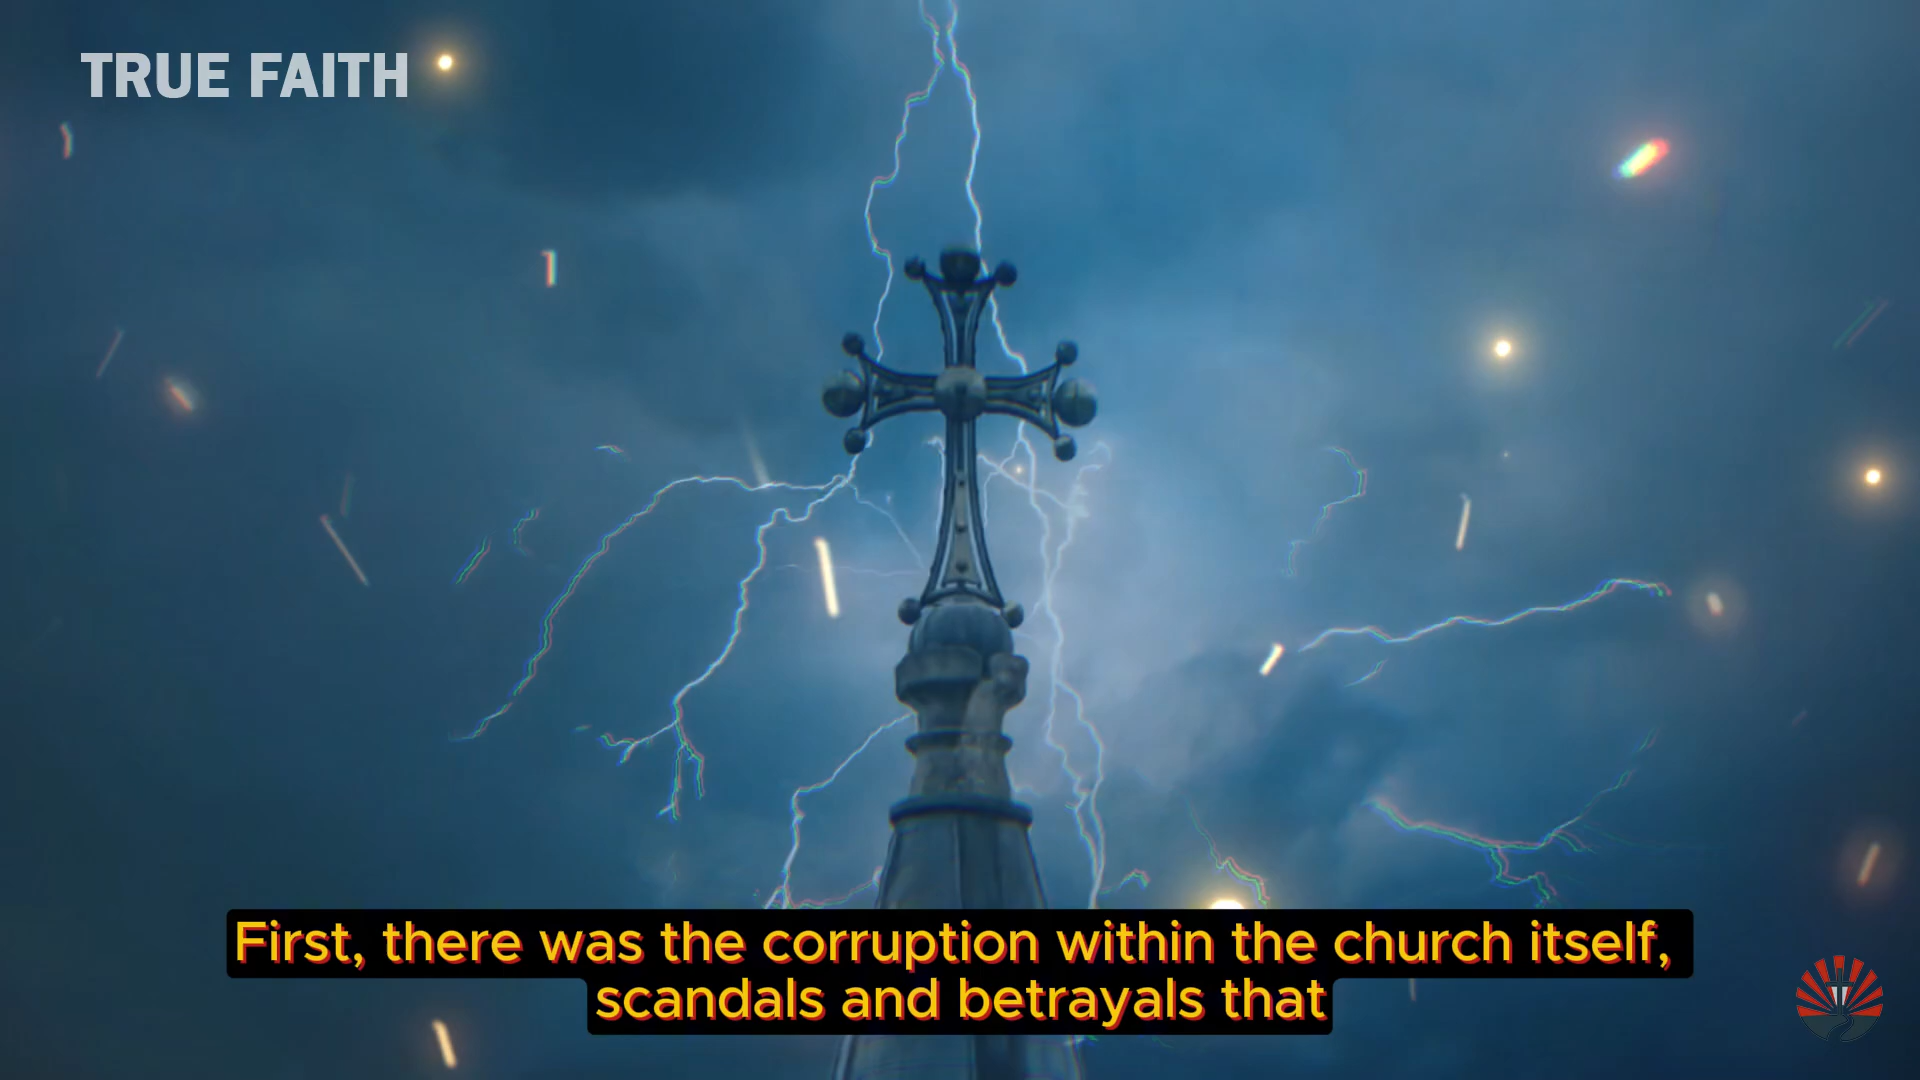 TRUE FAITH
First, there was the corruption within the church itself,
scandals and betrayals that